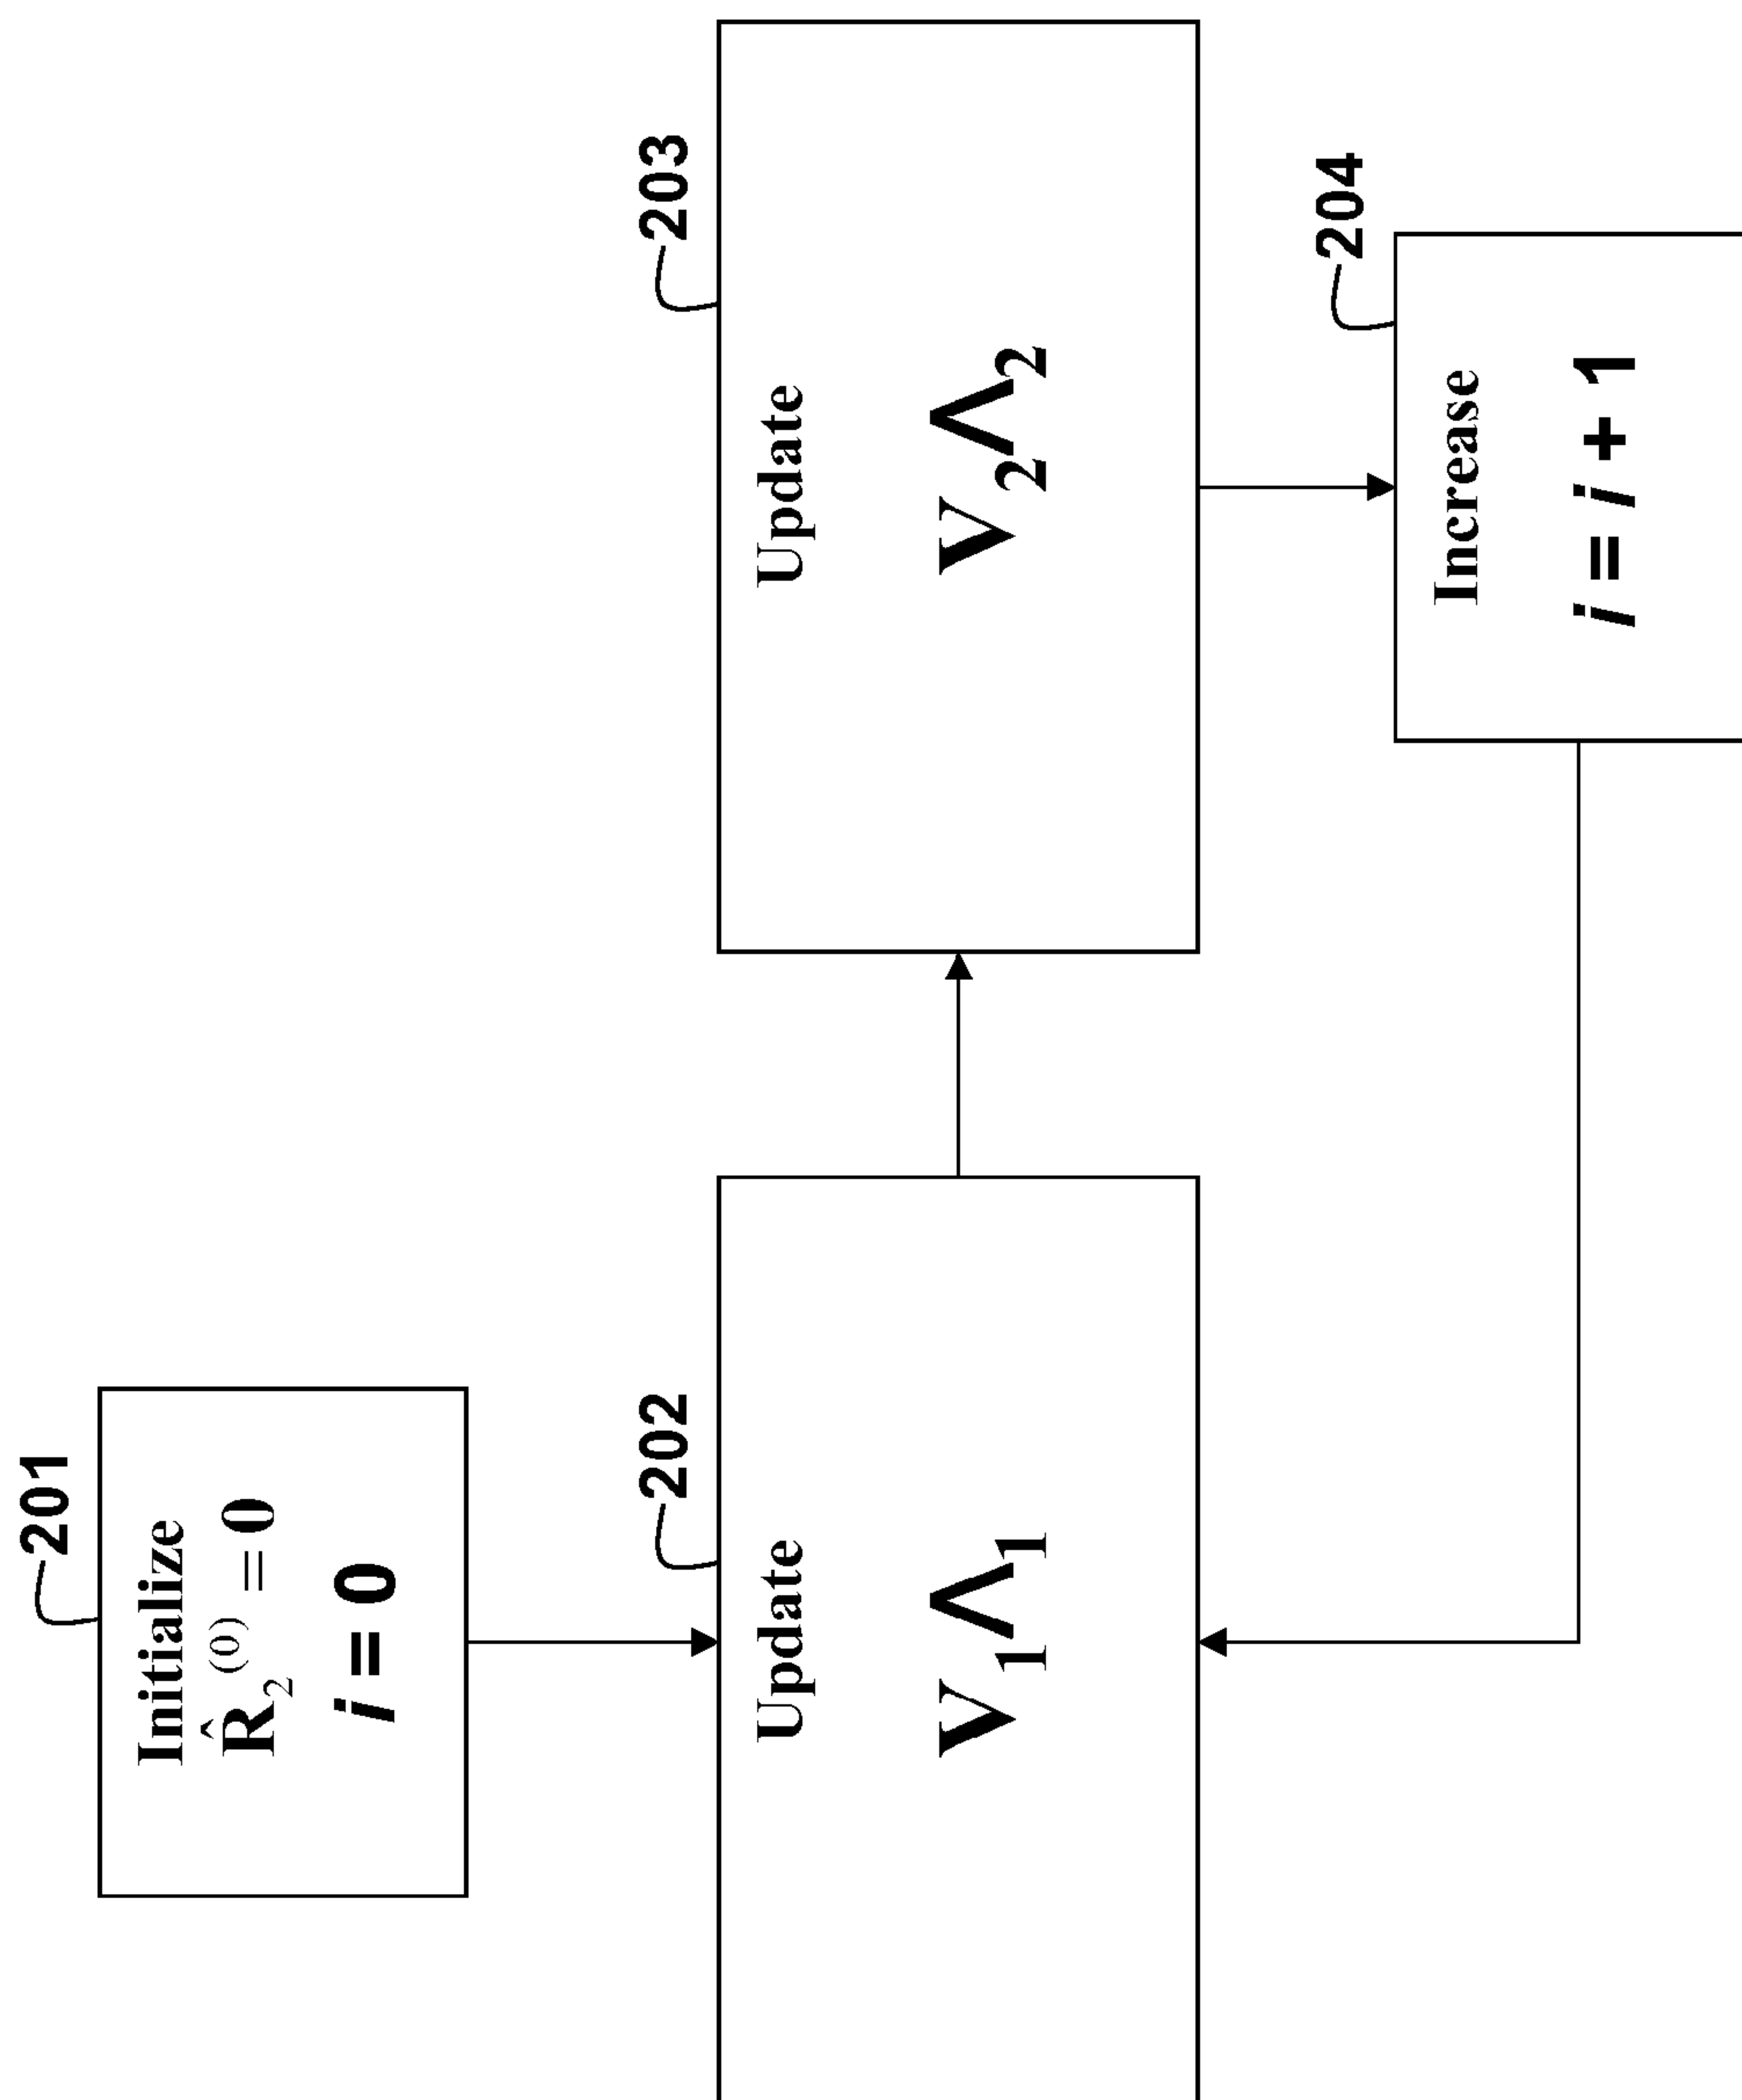 201
Initialize
R̂₂⁽⁰⁾ = 0
i = 0
202
Update
V₁Λ₁
203
Update
V₂Λ₂
204
Increase
i = i + 1